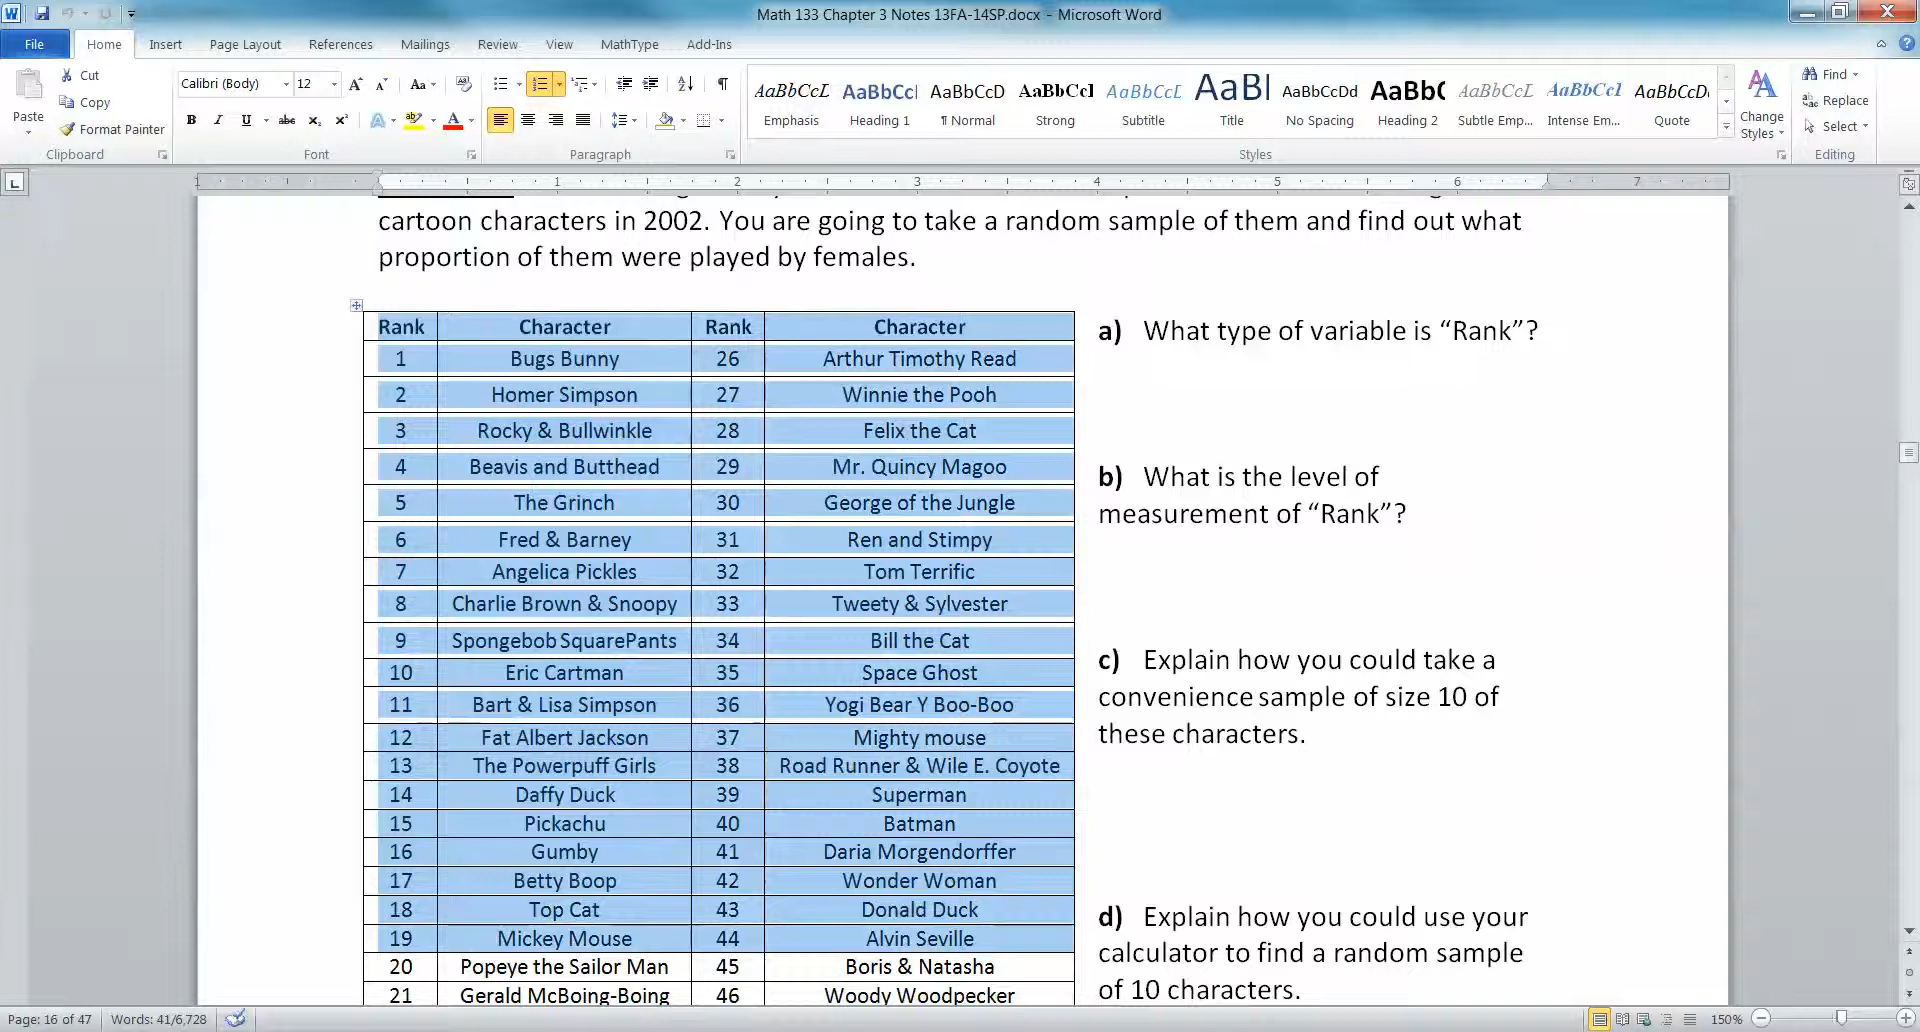 Math 133 Chapter 3 Notes 13FA-14SP.docx - Microsoft Word
File Home Insert Page Layout References Mailings Review View MathType Add-Ins
Paste
Cut
Copy
Format Painter
Clipboard
Calibri (Body) 12
Font
Paragraph
AaBbCcL AaBbCcI AaBbCcD AaBbCcI AaBbCcL AaBI AaBbCcDd AaBbC AaBbCcL AaBbCcI AaBbCcD
Emphasis Heading 1 ¶ Normal Strong Subtitle Title No Spacing Heading 2 Subtle Emp... Intense Em... Quote
Styles
Change
Styles
Find
Replace
Select
Editing
1 1 2 3 4 5 6 7
cartoon characters in 2002. You are going to take a random sample of them and find out what
proportion of them were played by females.
Rank Character Rank Character
1 Bugs Bunny 26 Arthur Timothy Read
2 Homer Simpson 27 Winnie the Pooh
3 Rocky & Bullwinkle 28 Felix the Cat
4 Beavis and Butthead 29 Mr. Quincy Magoo
5 The Grinch 30 George of the Jungle
6 Fred & Barney 31 Ren and Stimpy
7 Angelica Pickles 32 Tom Terrific
8 Charlie Brown & Snoopy 33 Tweety & Sylvester
9 Spongebob SquarePants 34 Bill the Cat
10 Eric Cartman 35 Space Ghost
11 Bart & Lisa Simpson 36 Yogi Bear Y Boo-Boo
12 Fat Albert Jackson 37 Mighty mouse
13 The Powerpuff Girls 38 Road Runner & Wile E. Coyote
14 Daffy Duck 39 Superman
15 Pickachu 40 Batman
16 Gumby 41 Daria Morgendorffer
17 Betty Boop 42 Wonder Woman
18 Top Cat 43 Donald Duck
19 Mickey Mouse 44 Alvin Seville
20 Popeye the Sailor Man 45 Boris & Natasha
21 Gerald McBoing-Boing 46 Woody Woodpecker
a) What type of variable is “Rank”?
b) What is the level of
measurement of “Rank”?
c) Explain how you could take a
convenience sample of size 10 of
these characters.
d) Explain how you could use your
calculator to find a random sample
of 10 characters.
Page: 16 of 47 Words: 41/6,728 150%